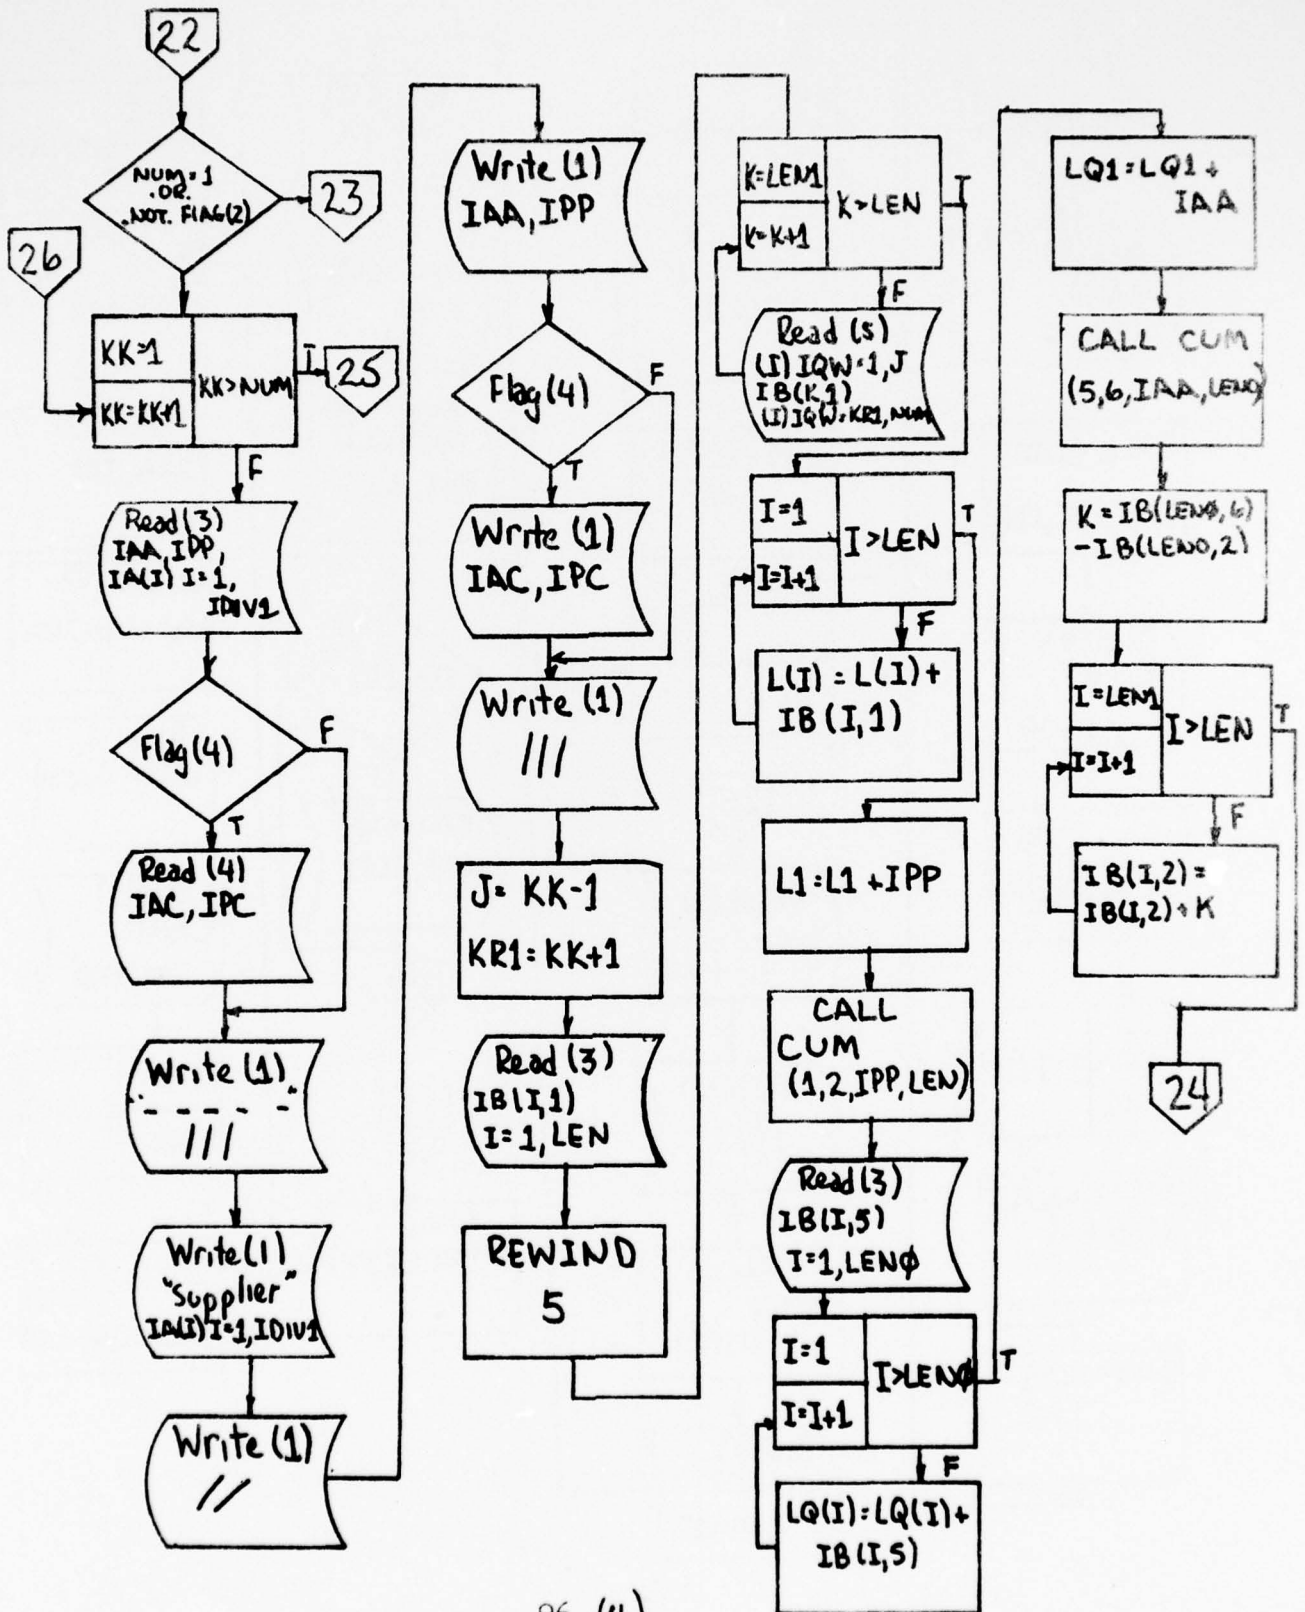 22
NUM=1
.OR.
.NOT. FLAG(2)
23
26
KK=1
KK=KK+1
KK>NUM
T
25
F
Read(3)
IAA, IPP,
IA(I) I=1,
IDIV1
Flag(4)
F
T
Read (4)
IAC, IPC
Write (1)
"- - - - -"
///
Write(1)
"Supplier"
IA(I) I=1, IDIV1
Write (1)
//
Write (1)
IAA, IPP
Flag(4)
F
T
Write (1)
IAC, IPC
Write (1)
///
J= KK-1
KR1=KK+1
Read (3)
IB(I,1)
I=1, LEN
REWIND
5
K=LEN1
K=K+1
K>LEN
T
F
Read (5)
(I) IQW=1, J
IB(K,1)
(I) IQW=KR1, NUM
I=1
I=I+1
I>LEN
T
F
L(I) = L(I) +
IB (I,1)
L1=L1 +IPP
CALL
CUM
(1,2,IPP,LEN)
Read(3)
IB(I,5)
I=1, LENØ
I=1
I=I+1
I>LENØ
T
F
LQ(I)=LQ(I)+
IB(I,5)
LQ1=LQ1+
IAA
CALL CUM
(5,6,IAA,LENO)
K=IB(LENØ,6)
-IB(LENO,2)
I=LEN1
I=I+1
I>LEN
T
F
IB(I,2)=
IB(I,2)+K
24